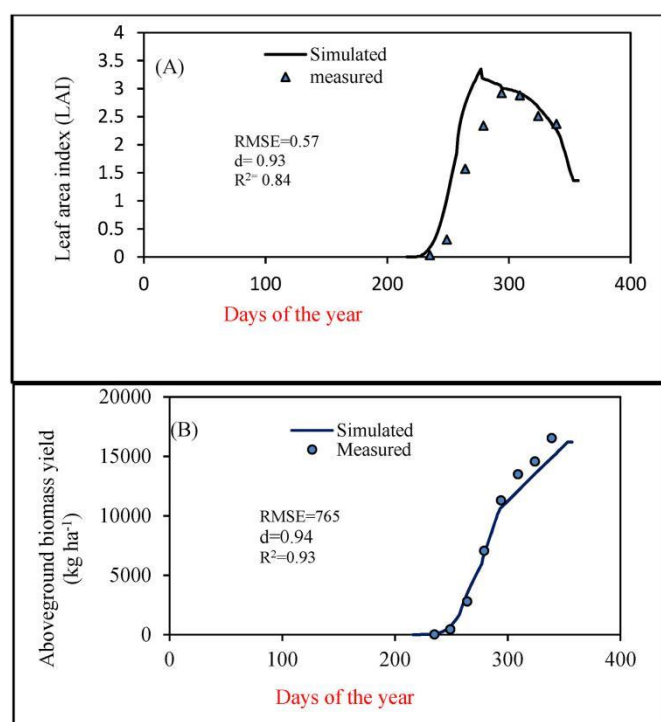 (A)
Simulated
measured
RMSE=0.57
d= 0.93
R²⁼ 0.84
Leaf area index (LAI)
4
3.5
3
2.5
2
1.5
1
0.5
0
0 100 200 300 400
Days of the year
(B)
Simulated
Measured
RMSE=765
d=0.94
R²=0.93
Aboveground biomass yield
(kg ha⁻¹)
20000
15000
10000
5000
0
0 100 200 300 400
Days of the year